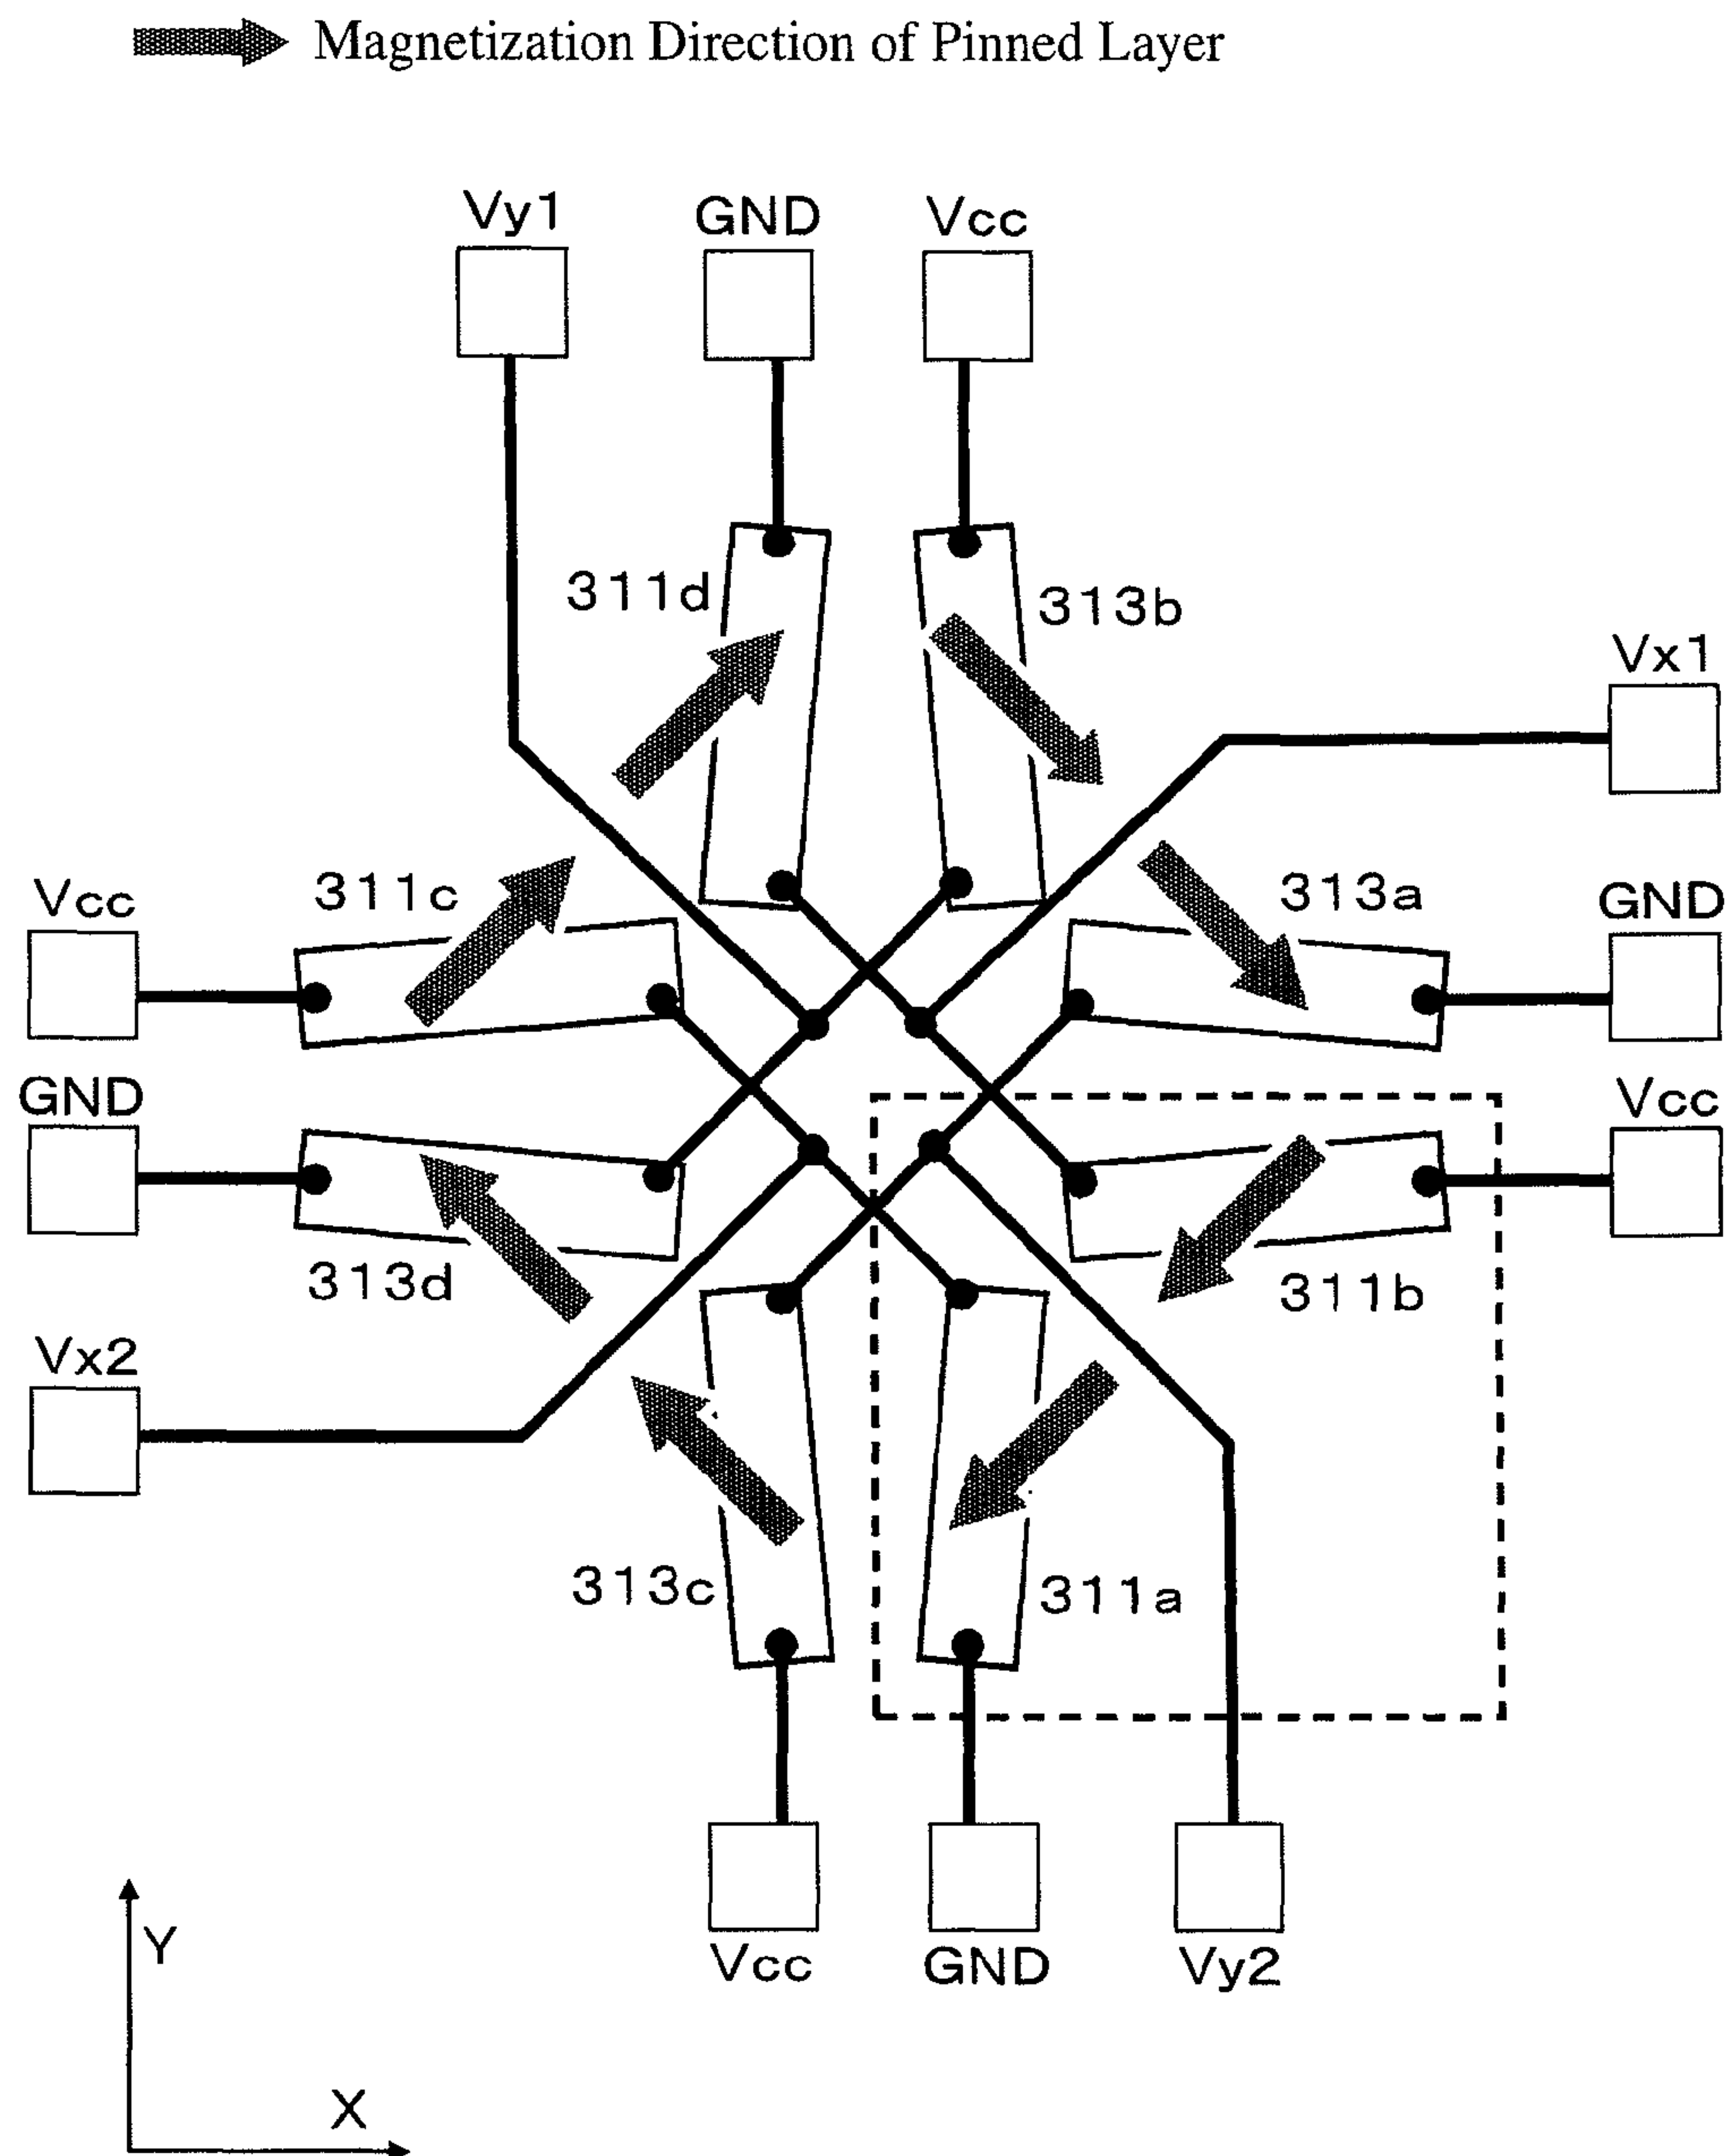 Magnetization Direction of Pinned Layer
Vy1
GND
Vcc
311d
313b
Vx1
Vcc
311c
313a
GND
GND
Vcc
313d
311b
Vx2
313c
311a
Vcc
GND
Vy2
Y
X